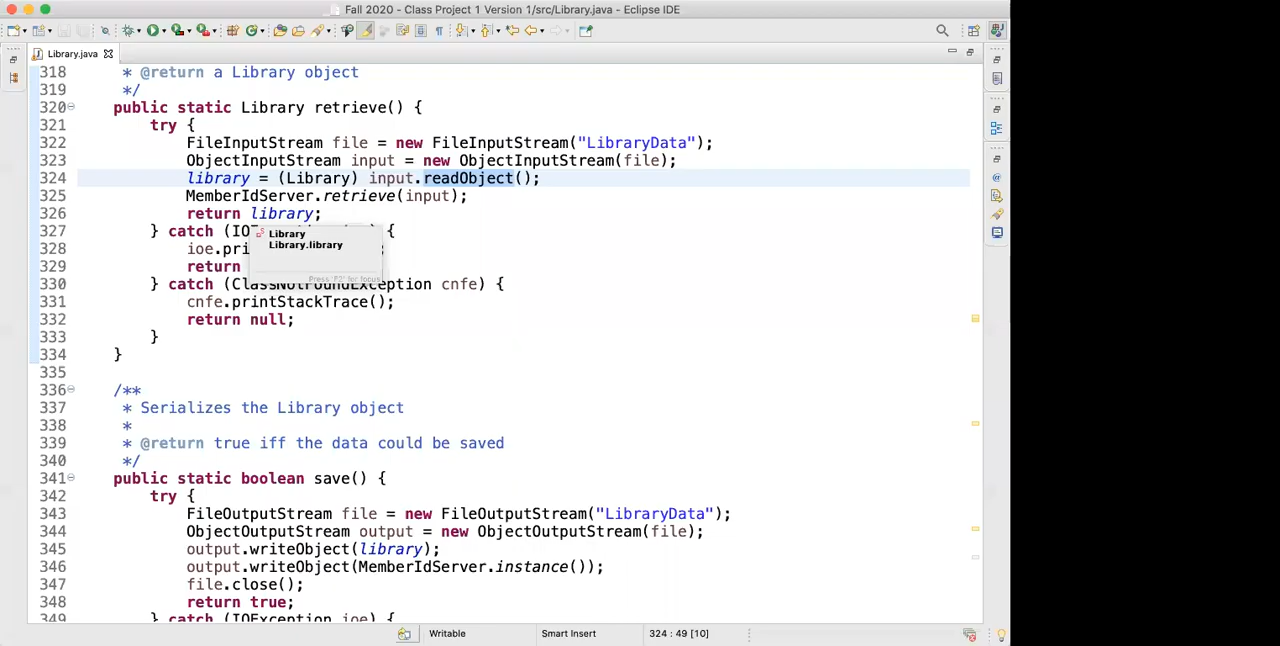 Fall 2020 - Class Project 1 Version 1/src/Library.java - Eclipse IDE
Library.java
318 * @return a Library object
319 */
320 public static Library retrieve() {
321 try {
322 FileInputStream file = new FileInputStream("LibraryData");
323 ObjectInputStream input = new ObjectInputStream(file);
324 library = (Library) input.readObject();
325 MemberIdServer.retrieve(input);
326 return library;
327 } catch (IO {
328 ioe.pri ;
329 return
330 } catch (ClassNotFoundException cnfe) {
331 cnfe.printStackTrace();
332 return null;
333 }
334 }
335
336 /**
337 * Serializes the Library object
338 *
339 * @return true iff the data could be saved
340 */
341 public static boolean save() {
342 try {
343 FileOutputStream file = new FileOutputStream("LibraryData");
344 ObjectOutputStream output = new ObjectOutputStream(file);
345 output.writeObject(library);
346 output.writeObject(MemberIdServer.instance());
347 file.close();
348 return true;
349 } catch (IOException ioe) {
Library
Library.library
Press 'F2' for focus
Writable Smart Insert 324 : 49 [10]